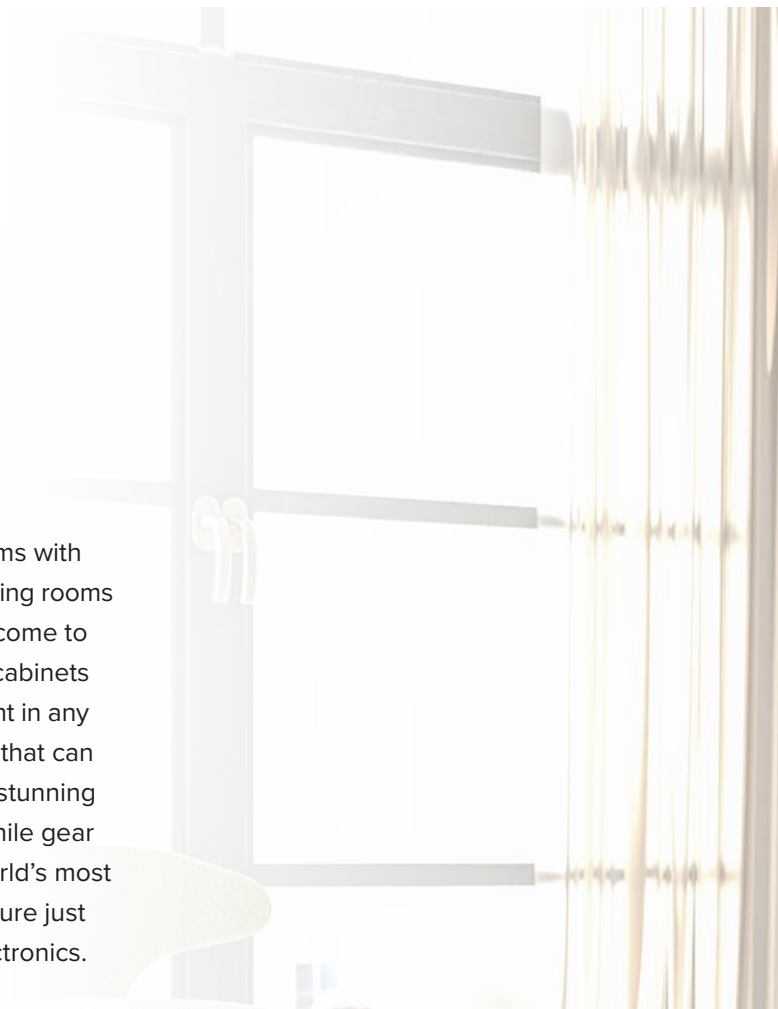 ms with
ing rooms
come to
cabinets
nt in any
that can
stunning
hile gear
rld’s most
ure just
ctronics.